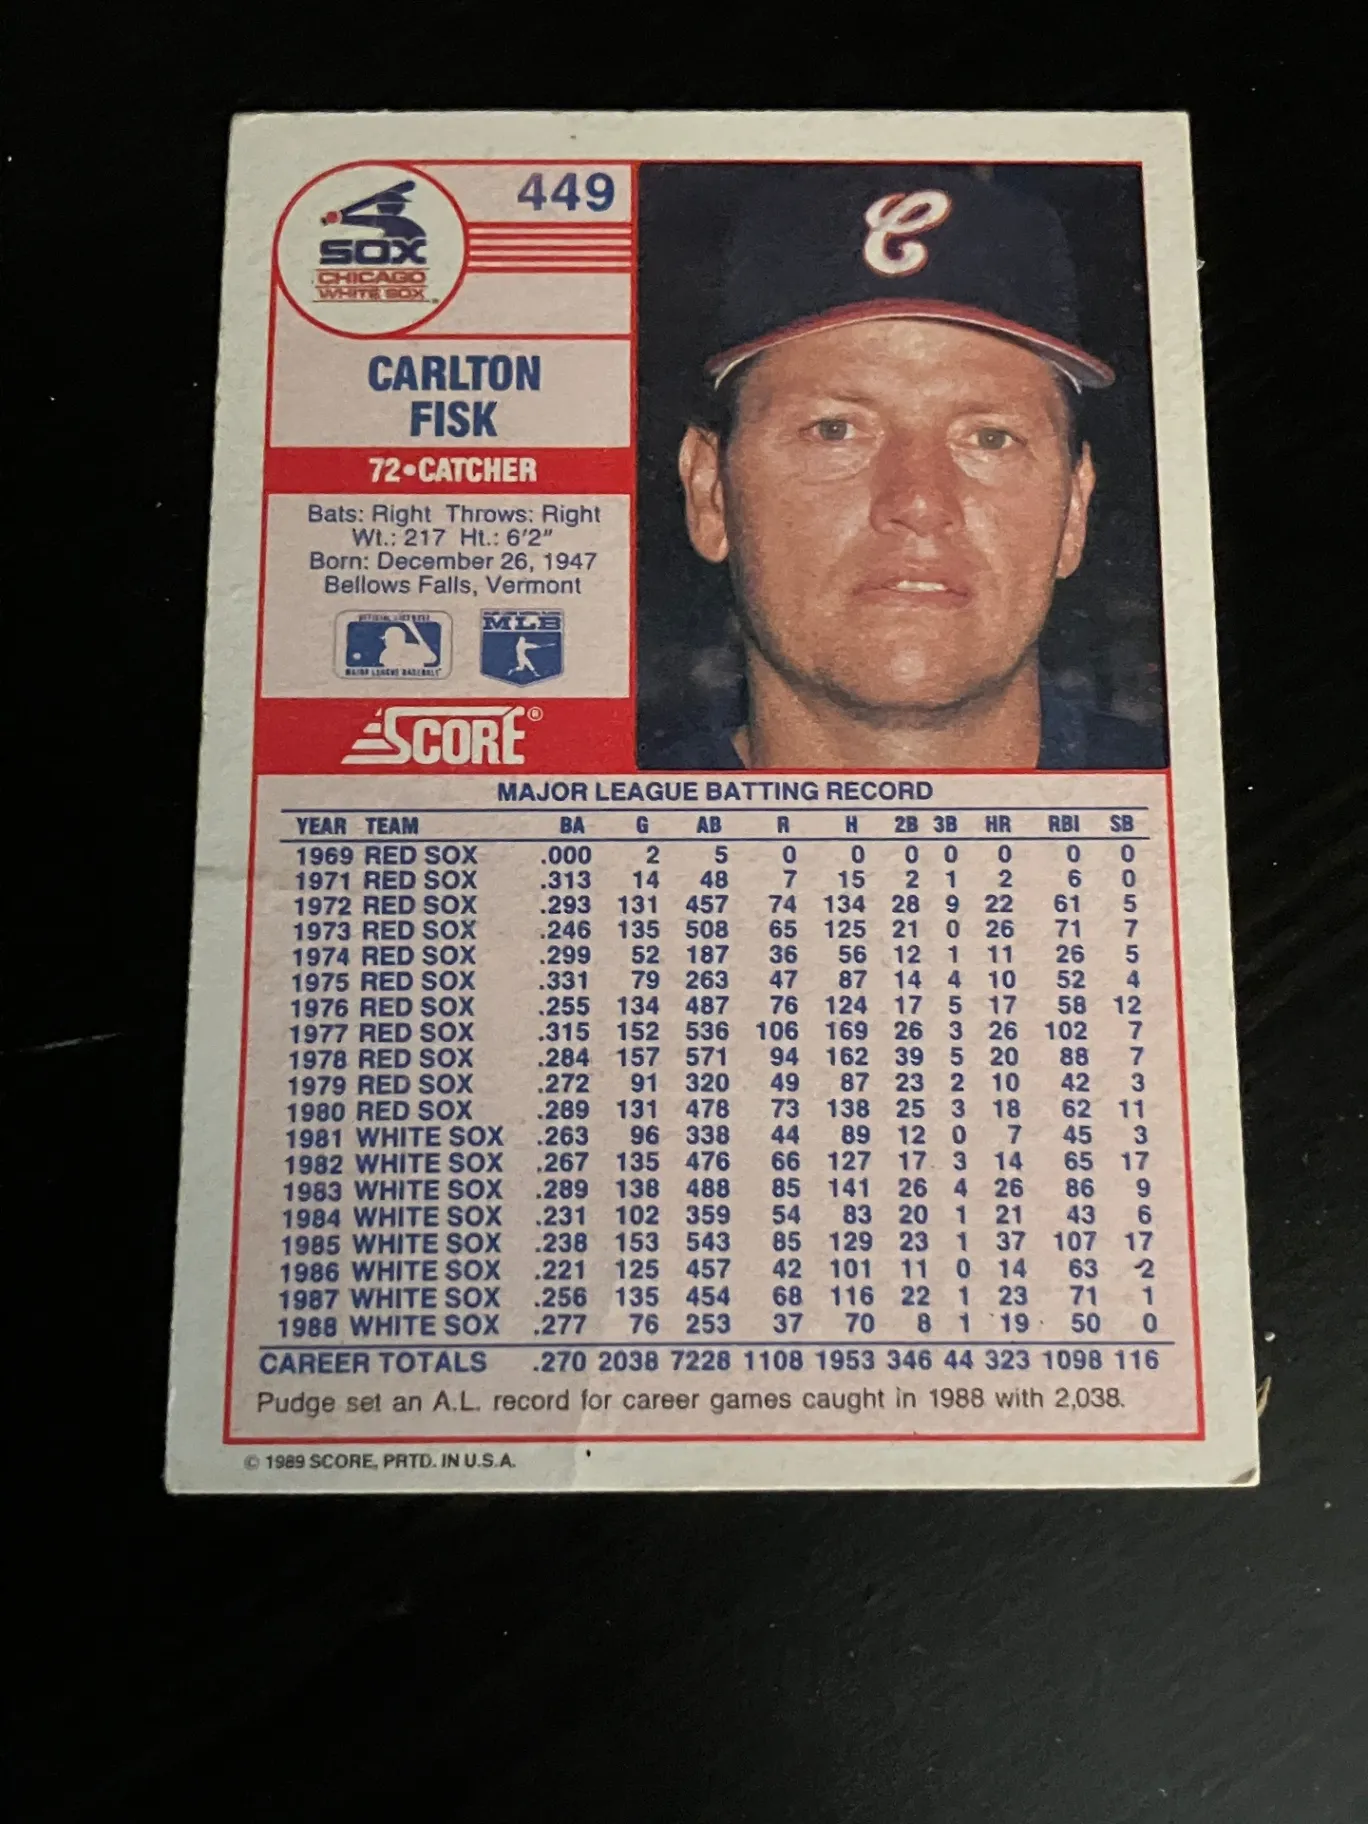 449
SOX
CHICAGO
WHITE SOX
C
CARLTON
FISK
72•CATCHER
Bats: Right Throws: Right
Wt.: 217 Ht.: 6'2"
Born: December 26, 1947
Bellows Falls, Vermont
MLB
MAJOR LEAGUE BASEBALL
SCORE®
MAJOR LEAGUE BATTING RECORD
YEAR TEAM BA G AB R H 2B 3B HR RBI SB
1969 RED SOX .000 2 5 0 0 0 0 0 0 0
1971 RED SOX .313 14 48 7 15 2 1 2 6 0
1972 RED SOX .293 131 457 74 134 28 9 22 61 5
1973 RED SOX .246 135 508 65 125 21 0 26 71 7
1974 RED SOX .299 52 187 36 56 12 1 11 26 5
1975 RED SOX .331 79 263 47 87 14 4 10 52 4
1976 RED SOX .255 134 487 76 124 17 5 17 58 12
1977 RED SOX .315 152 536 106 169 26 3 26 102 7
1978 RED SOX .284 157 571 94 162 39 5 20 88 7
1979 RED SOX .272 91 320 49 87 23 2 10 42 3
1980 RED SOX .289 131 478 73 138 25 3 18 62 11
1981 WHITE SOX .263 96 338 44 89 12 0 7 45 3
1982 WHITE SOX .267 135 476 66 127 17 3 14 65 17
1983 WHITE SOX .289 138 488 85 141 26 4 26 86 9
1984 WHITE SOX .231 102 359 54 83 20 1 21 43 6
1985 WHITE SOX .238 153 543 85 129 23 1 37 107 17
1986 WHITE SOX .221 125 457 42 101 11 0 14 63 2
1987 WHITE SOX .256 135 454 68 116 22 1 23 71 1
1988 WHITE SOX .277 76 253 37 70 8 1 19 50 0
CAREER TOTALS .270 2038 7228 1108 1953 346 44 323 1098 116
Pudge set an A.L. record for career games caught in 1988 with 2,038.
© 1989 SCORE, PRTD. IN U.S.A.